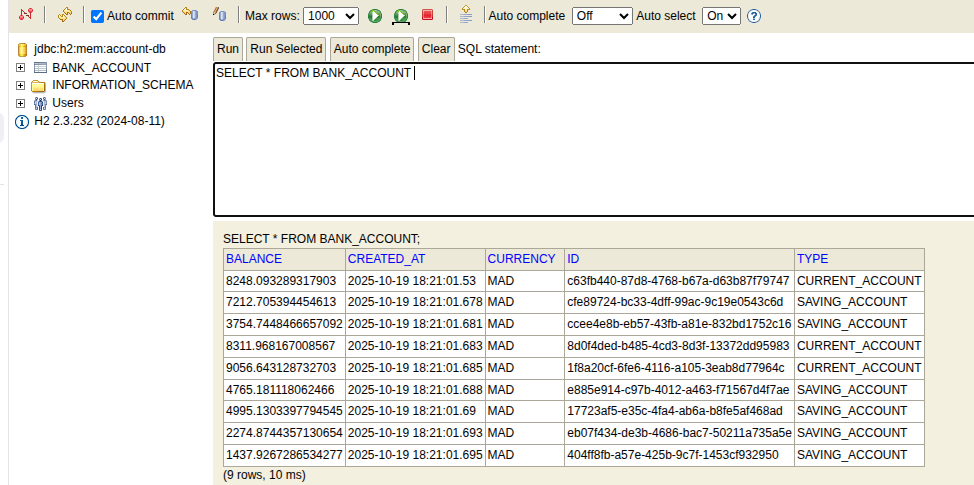 Auto commit Max rows: 1000 Auto complete Off Auto select On ?
jdbc:h2:mem:account-db
BANK_ACCOUNT
INFORMATION_SCHEMA
Users
H2 2.3.232 (2024-08-11)
Run Run Selected Auto complete Clear SQL statement:
SELECT * FROM BANK_ACCOUNT
SELECT * FROM BANK_ACCOUNT;
BALANCE CREATED_AT CURRENCY ID TYPE
8248.093289317903 2025-10-19 18:21:01.53 MAD c63fb440-87d8-4768-b67a-d63b87f79747 CURRENT_ACCOUNT
7212.705394454613 2025-10-19 18:21:01.678 MAD cfe89724-bc33-4dff-99ac-9c19e0543c6d SAVING_ACCOUNT
3754.7448466657092 2025-10-19 18:21:01.681 MAD ccee4e8b-eb57-43fb-a81e-832bd1752c16 SAVING_ACCOUNT
8311.968167008567 2025-10-19 18:21:01.683 MAD 8d0f4ded-b485-4cd3-8d3f-13372dd95983 CURRENT_ACCOUNT
9056.643128732703 2025-10-19 18:21:01.685 MAD 1f8a20cf-6fe6-4116-a105-3eab8d77964c CURRENT_ACCOUNT
4765.181118062466 2025-10-19 18:21:01.688 MAD e885e914-c97b-4012-a463-f71567d4f7ae SAVING_ACCOUNT
4995.1303397794545 2025-10-19 18:21:01.69 MAD 17723af5-e35c-4fa4-ab6a-b8fe5af468ad SAVING_ACCOUNT
2274.8744357130654 2025-10-19 18:21:01.693 MAD eb07f434-de3b-4686-bac7-50211a735a5e SAVING_ACCOUNT
1437.9267286534277 2025-10-19 18:21:01.695 MAD 404ff8fb-a57e-425b-9c7f-1453cf932950 SAVING_ACCOUNT
(9 rows, 10 ms)